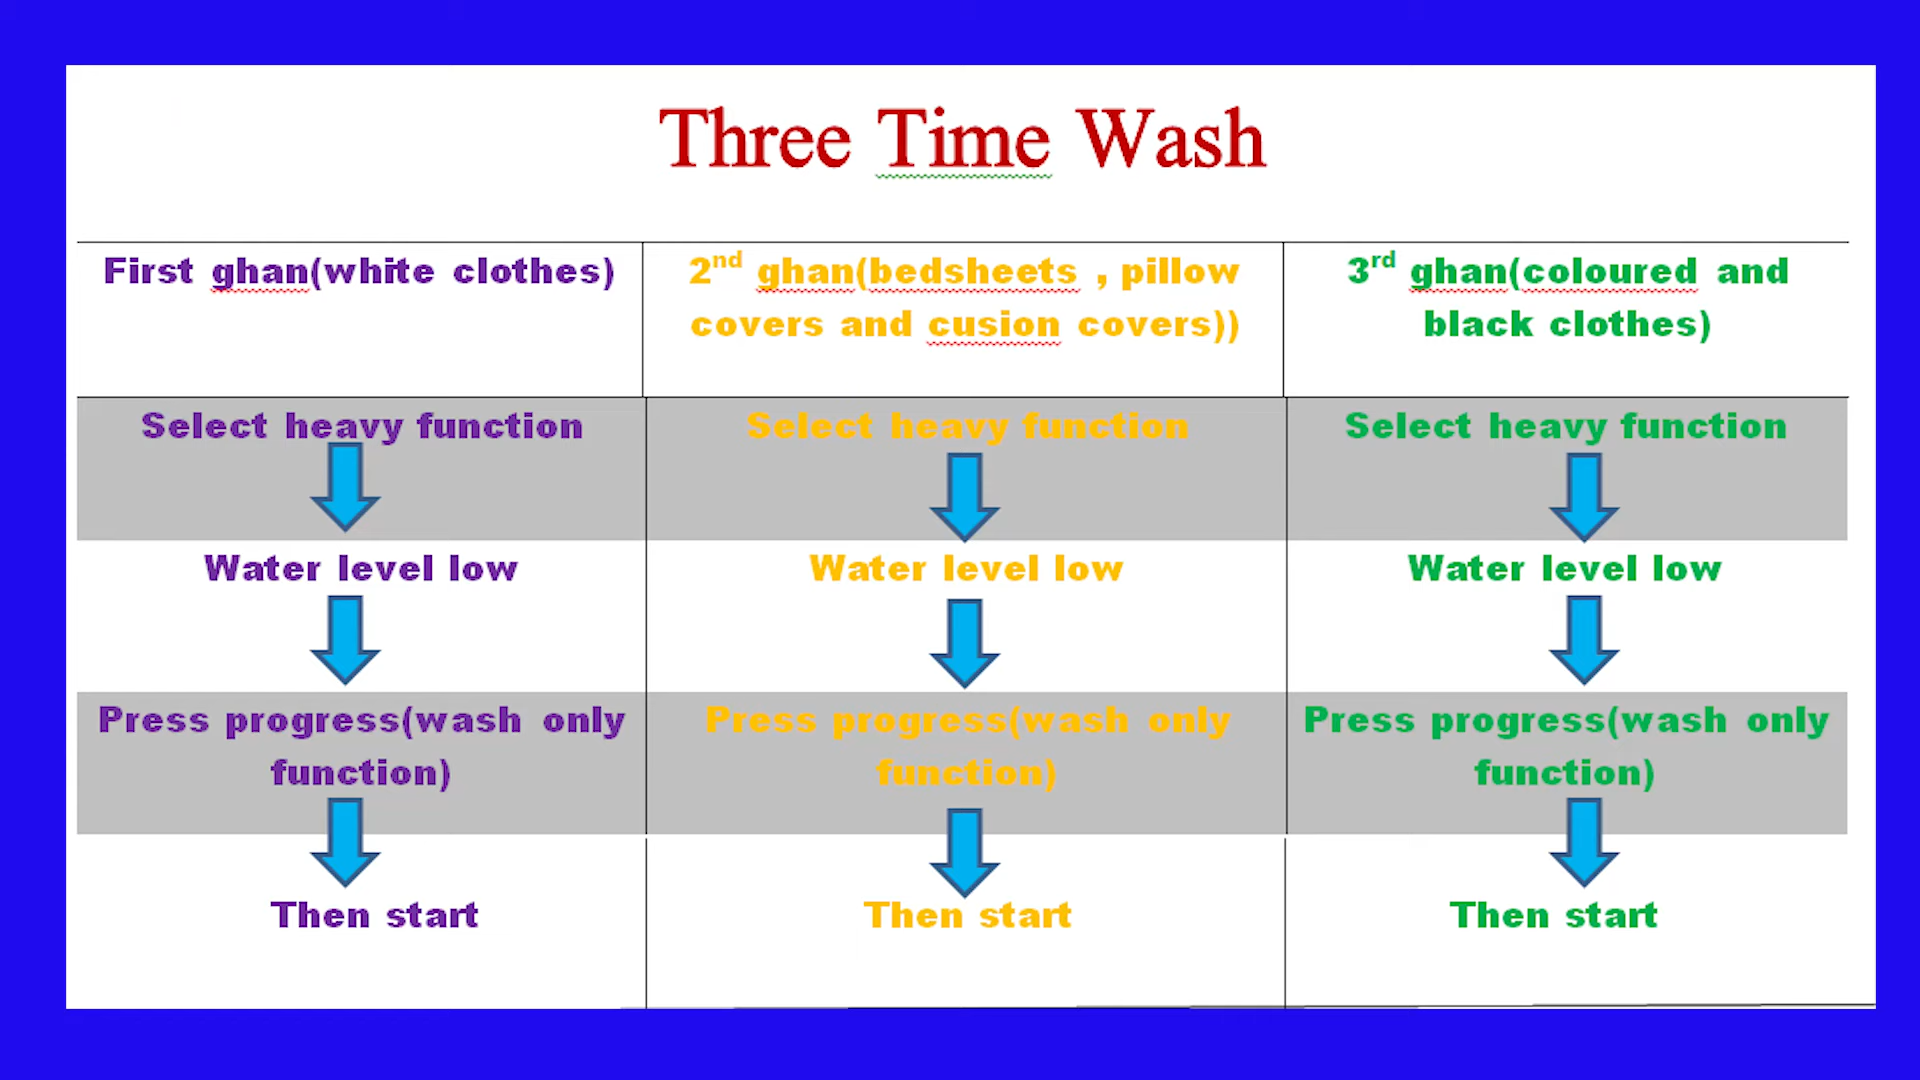 Three Time Wash
First ghan(white clothes)
2nd ghan(bedsheets , pillow
covers and cusion covers))
3rd ghan(coloured and
black clothes)
Select heavy function
Select heavy function
Select heavy function
Water level low
Water level low
Water level low
Press progress(wash only
function)
Press progress(wash only
function)
Press progress(wash only
function)
Then start
Then start
Then start